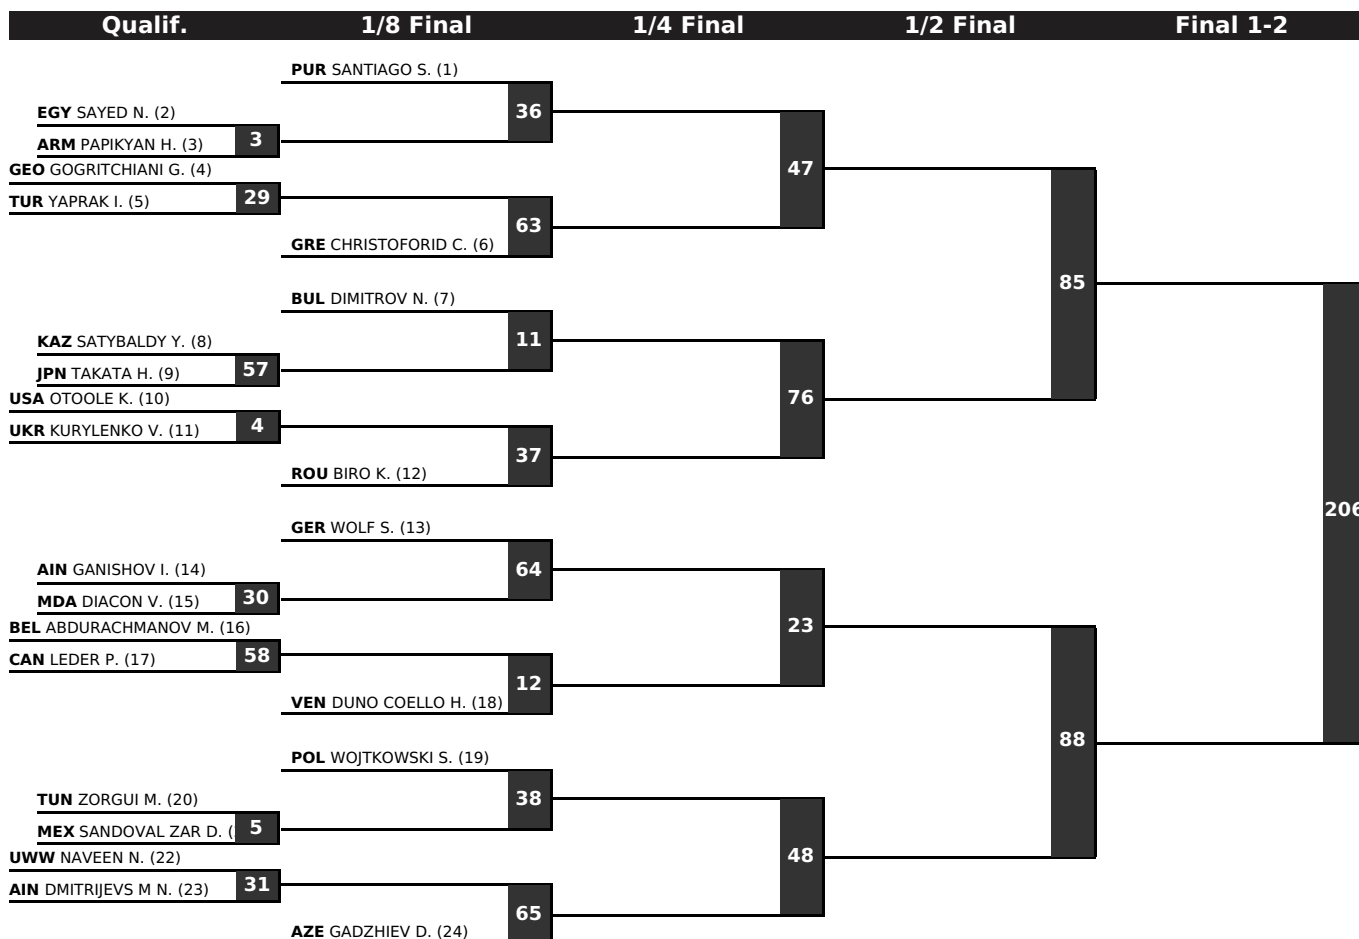 Qualif. 1/8 Final 1/4 Final 1/2 Final Final 1-2
PUR SANTIAGO S. (1)
36
EGY SAYED N. (2)
3
ARM PAPIKYAN H. (3)
47
GEO GOGRITCHIANI G. (4)
29
TUR YAPRAK I. (5)
63
GRE CHRISTOFORID C. (6)
85
BUL DIMITROV N. (7)
11
KAZ SATYBALDY Y. (8)
57
JPN TAKATA H. (9)
76
USA OTOOLE K. (10)
4
UKR KURYLENKO V. (11)
37
ROU BIRO K. (12)
206
GER WOLF S. (13)
64
AIN GANISHOV I. (14)
30
MDA DIACON V. (15)
23
BEL ABDURACHMANOV M. (16)
58
CAN LEDER P. (17)
12
VEN DUNO COELLO H. (18)
88
POL WOJTKOWSKI S. (19)
38
TUN ZORGUI M. (20)
5
MEX SANDOVAL ZAR D. (
48
UWW NAVEEN N. (22)
31
AIN DMITRIJEVS M N. (23)
65
AZE GADZHIEV D. (24)